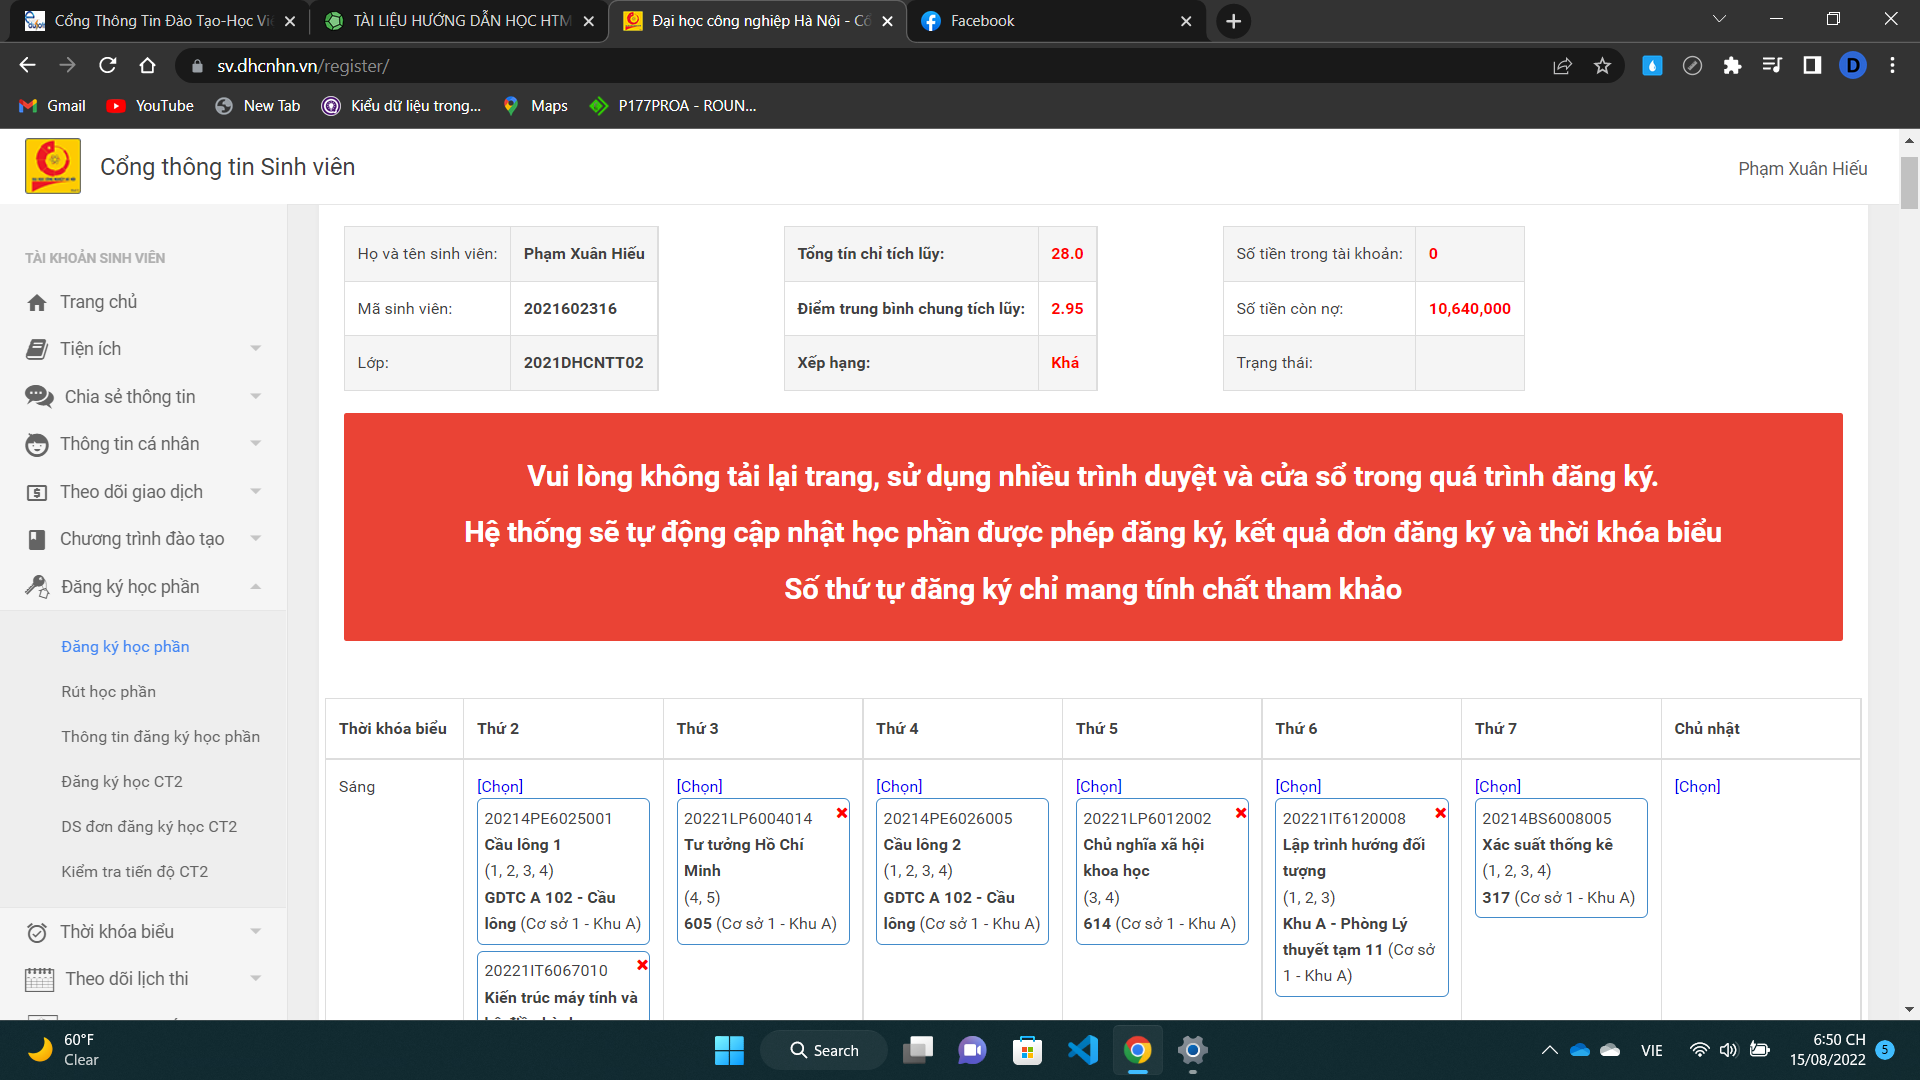 Cổng Thông Tin Đào Tạo-Học Vi
TÀI LIỆU HƯỚNG DẪN HỌC HTM
Đại học công nghiệp Hà Nội - Cổ
Facebook
sv.dhcnhn.vn/register/
D
Gmail
YouTube
New Tab
Kiểu dữ liệu trong...
Maps
P177PROA - ROUN...
Cổng thông tin Sinh viên
Phạm Xuân Hiếu
TÀI KHOẢN SINH VIÊN
Trang chủ
Tiện ích
Chia sẻ thông tin
Thông tin cá nhân
Theo dõi giao dịch
Chương trình đào tạo
Đăng ký học phần
Đăng ký học phần
Rút học phần
Thông tin đăng ký học phần
Đăng ký học CT2
DS đơn đăng ký học CT2
Kiểm tra tiến độ CT2
Thời khóa biểu
Theo dõi lịch thi
Họ và tên sinh viên: Phạm Xuân Hiếu
Mã sinh viên: 2021602316
Lớp: 2021DHCNTT02
Tổng tín chỉ tích lũy: 28.0
Điểm trung bình chung tích lũy: 2.95
Xếp hạng: Khá
Số tiền trong tài khoản: 0
Số tiền còn nợ: 10,640,000
Trạng thái:
Vui lòng không tải lại trang, sử dụng nhiều trình duyệt và cửa sổ trong quá trình đăng ký.
Hệ thống sẽ tự động cập nhật học phần được phép đăng ký, kết quả đơn đăng ký và thời khóa biểu
Số thứ tự đăng ký chỉ mang tính chất tham khảo
Thời khóa biểu Thứ 2 Thứ 3 Thứ 4 Thứ 5 Thứ 6 Thứ 7 Chủ nhật
Sáng
[Chọn]
20214PE6025001
Cầu lông 1
(1, 2, 3, 4)
GDTC A 102 - Cầu
lông (Cơ sở 1 - Khu A)
20221IT6067010
Kiến trúc máy tính và
[Chọn]
20221LP6004014
Tư tưởng Hồ Chí
Minh
(4, 5)
605 (Cơ sở 1 - Khu A)
[Chọn]
20214PE6026005
Cầu lông 2
(1, 2, 3, 4)
GDTC A 102 - Cầu
lông (Cơ sở 1 - Khu A)
[Chọn]
20221LP6012002
Chủ nghĩa xã hội
khoa học
(3, 4)
614 (Cơ sở 1 - Khu A)
[Chọn]
20221IT6120008
Lập trình hướng đối
tượng
(1, 2, 3)
Khu A - Phòng Lý
thuyết tạm 11 (Cơ sở
1 - Khu A)
[Chọn]
20214BS6008005
Xác suất thống kê
(1, 2, 3, 4)
317 (Cơ sở 1 - Khu A)
[Chọn]
60°F
Clear
Search
VIE
6:50 CH
15/08/2022
5